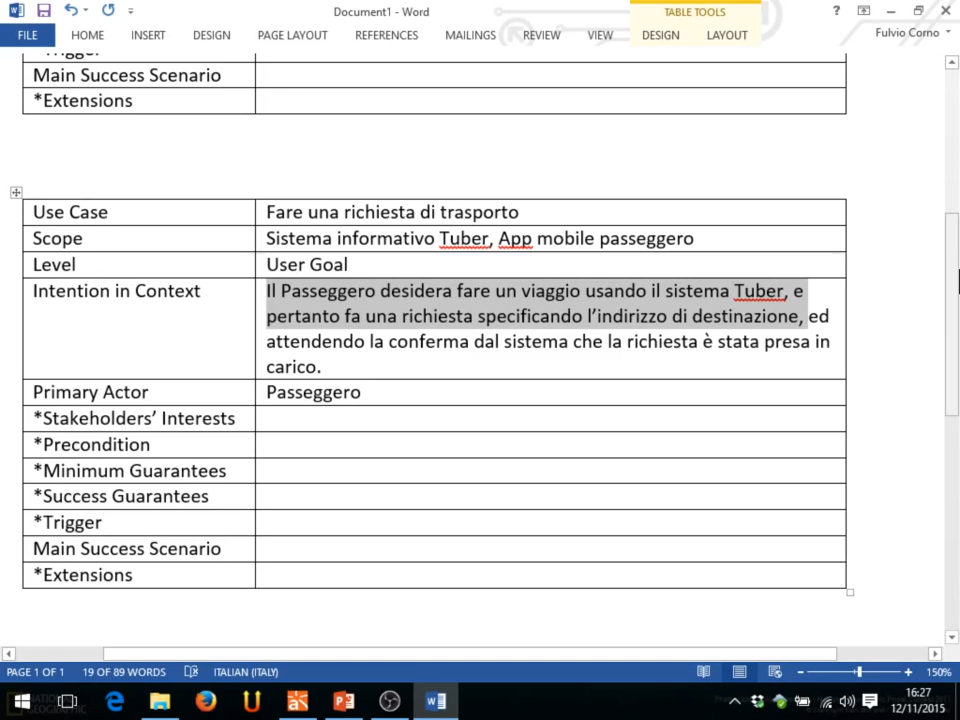 Document1 - Word
TABLE TOOLS
?
FILE
HOME
INSERT
DESIGN
PAGE LAYOUT
REFERENCES
MAILINGS
REVIEW
VIEW
DESIGN
LAYOUT
Fulvio Corno
*Trigger
Main Success Scenario
*Extensions
Use Case Fare una richiesta di trasporto
Scope Sistema informativo Tuber, App mobile passeggero
Level User Goal
Intention in Context Il Passeggero desidera fare un viaggio usando il sistema Tuber, e
pertanto fa una richiesta specificando l’indirizzo di destinazione, ed
attendendo la conferma dal sistema che la richiesta è stata presa in
carico.
Primary Actor Passeggero
*Stakeholders’ Interests
*Precondition
*Minimum Guarantees
*Success Guarantees
*Trigger
Main Success Scenario
*Extensions
PAGE 1 OF 1 19 OF 89 WORDS ITALIAN (ITALY) 150%
16:27
12/11/2015